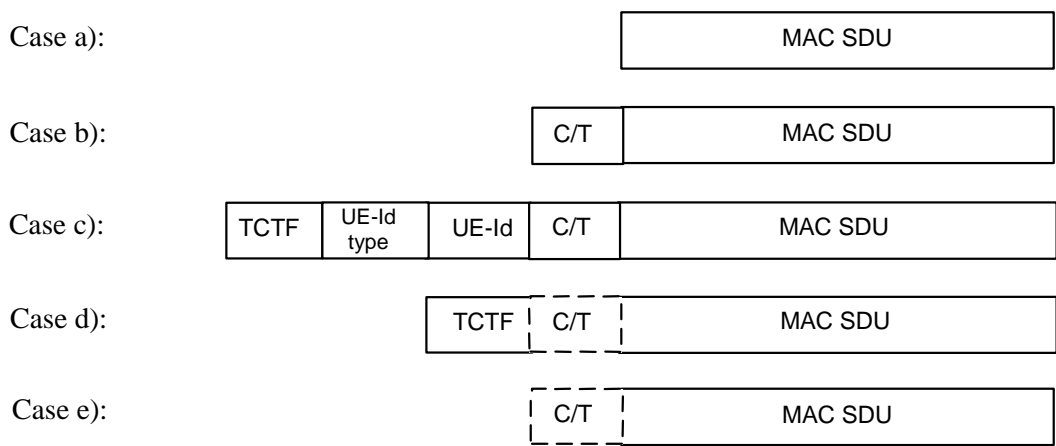 Case a): MAC SDU
Case b): C/T MAC SDU
Case c): TCTF UE-Id type UE-Id C/T MAC SDU
Case d): TCTF C/T MAC SDU
Case e): C/T MAC SDU